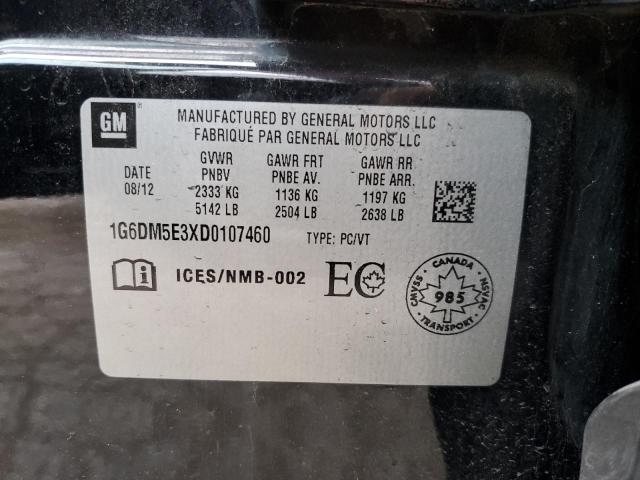 GM
MANUFACTURED BY GENERAL MOTORS LLC
FABRIQUÉ PAR GENERAL MOTORS LLC
DATE
08/12
GVWR
PNBV
2333 KG
5142 LB
GAWR FRT
PNBE AV.
1136 KG
2504 LB
GAWR RR
PNBE ARR.
1197 KG
2638 LB
1G6DM5E3XD0107460 TYPE: PC/VT
ICES/NMB-002 EC
CANADA
CMVSS NSVAC
985
TRANSPORT